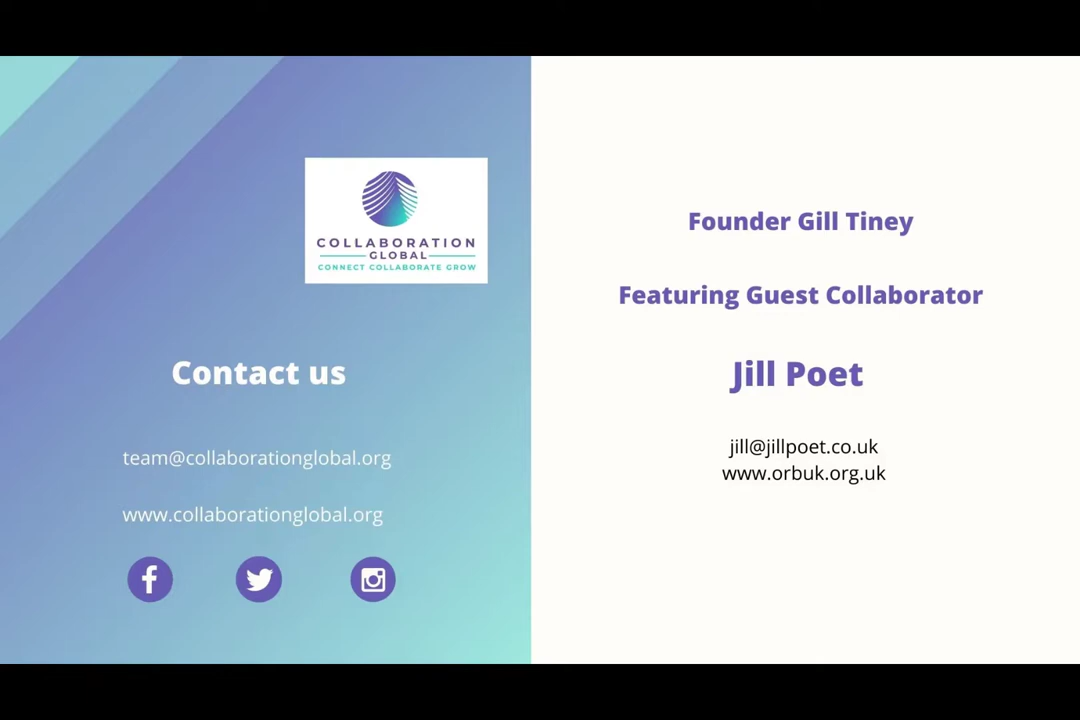 COLLABORATION
GLOBAL
CONNECT COLLABORATE GROW
Contact us
team@collaborationglobal.org
www.collaborationglobal.org
Founder Gill Tiney
Featuring Guest Collaborator
Jill Poet
jill@jillpoet.co.uk
www.orbuk.org.uk